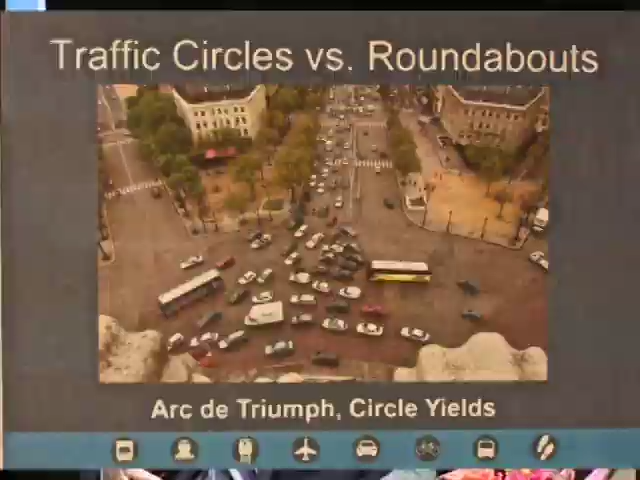 Traffic Circles vs. Roundabouts
Arc de Triumph, Circle Yields